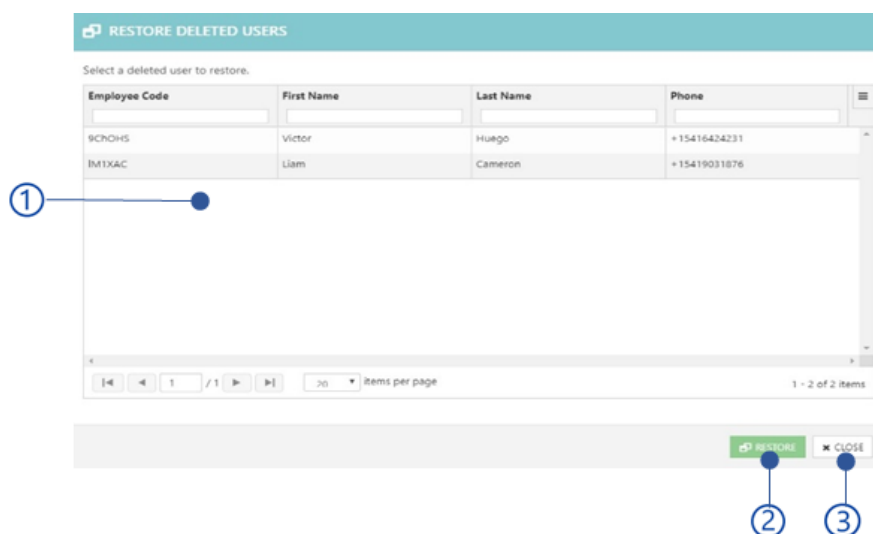 RESTORE DELETED USERS
Select a deleted user to restore.
Employee Code First Name Last Name Phone
9ChOHS Victor Huego +15416424231
lM1XAC Liam Cameron +15419031876
1
1 / 1 20 items per page 1 - 2 of 2 items
RESTORE CLOSE
2 3